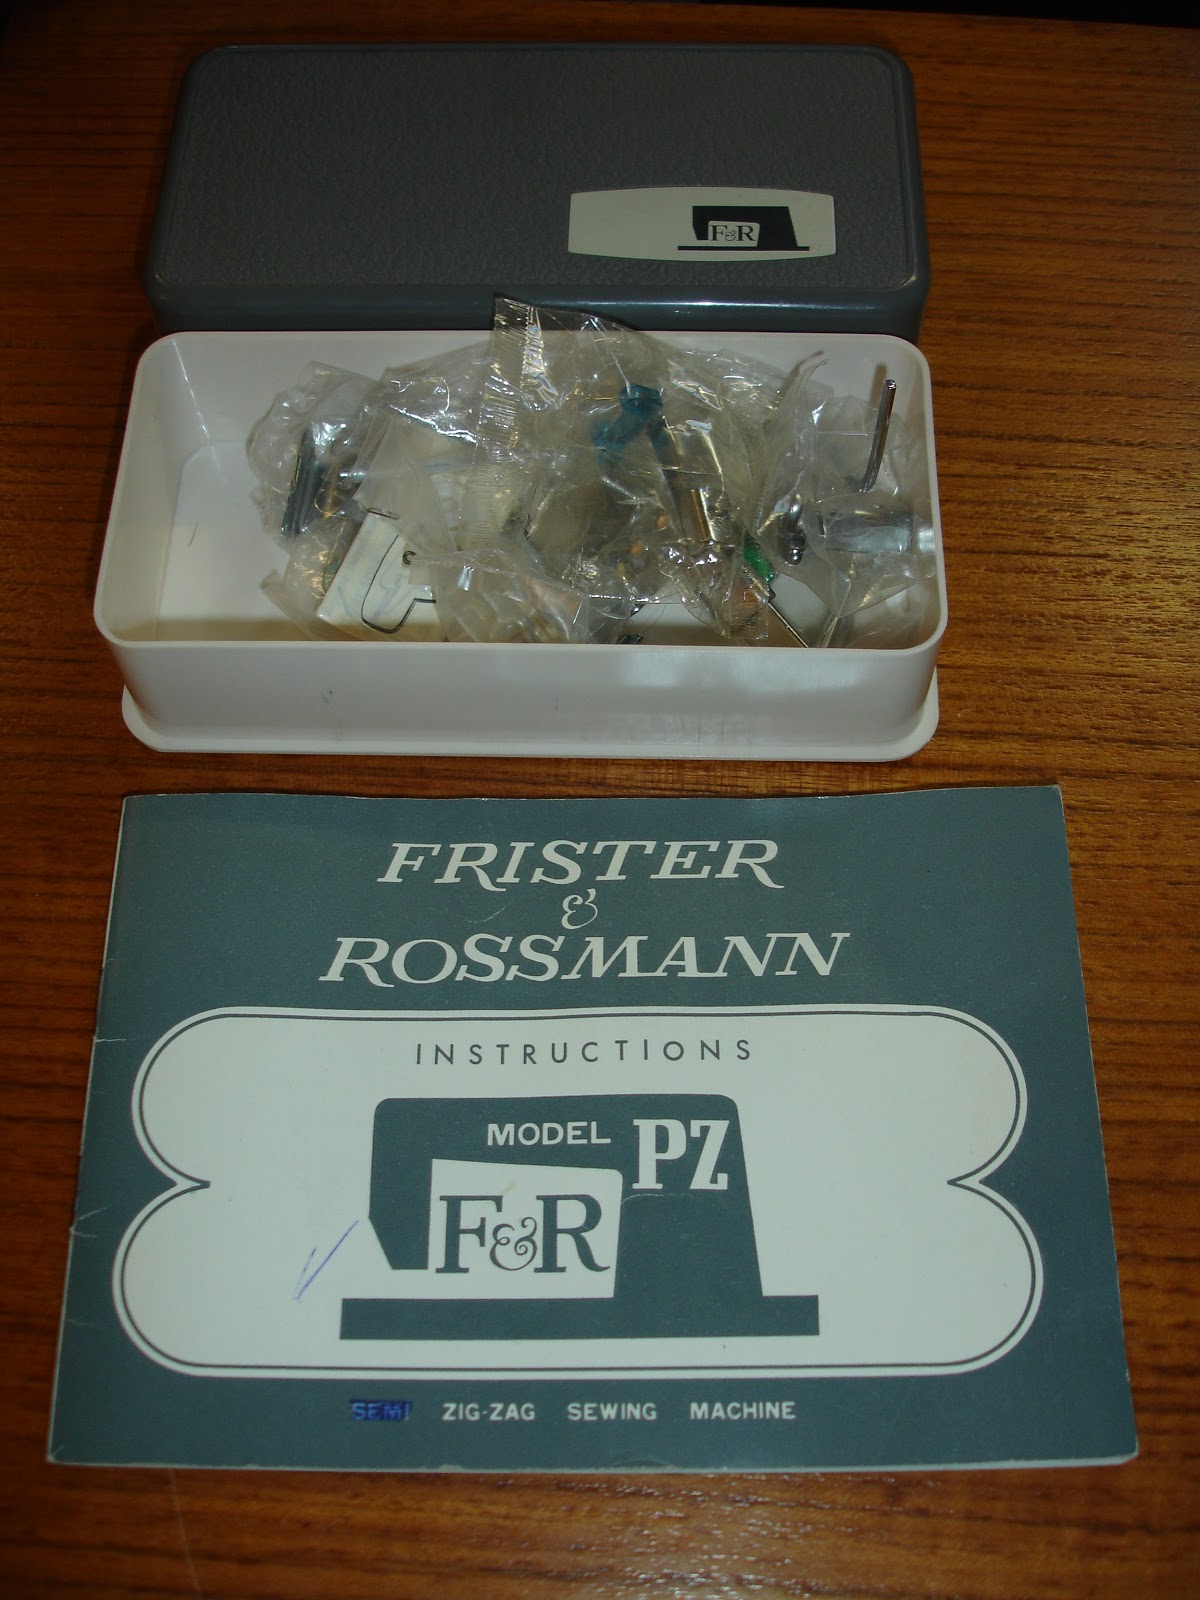 F&R
FRISTER
&
ROSSMANN
INSTRUCTIONS
MODEL PZ
F&R
SEMI ZIG-ZAG SEWING MACHINE